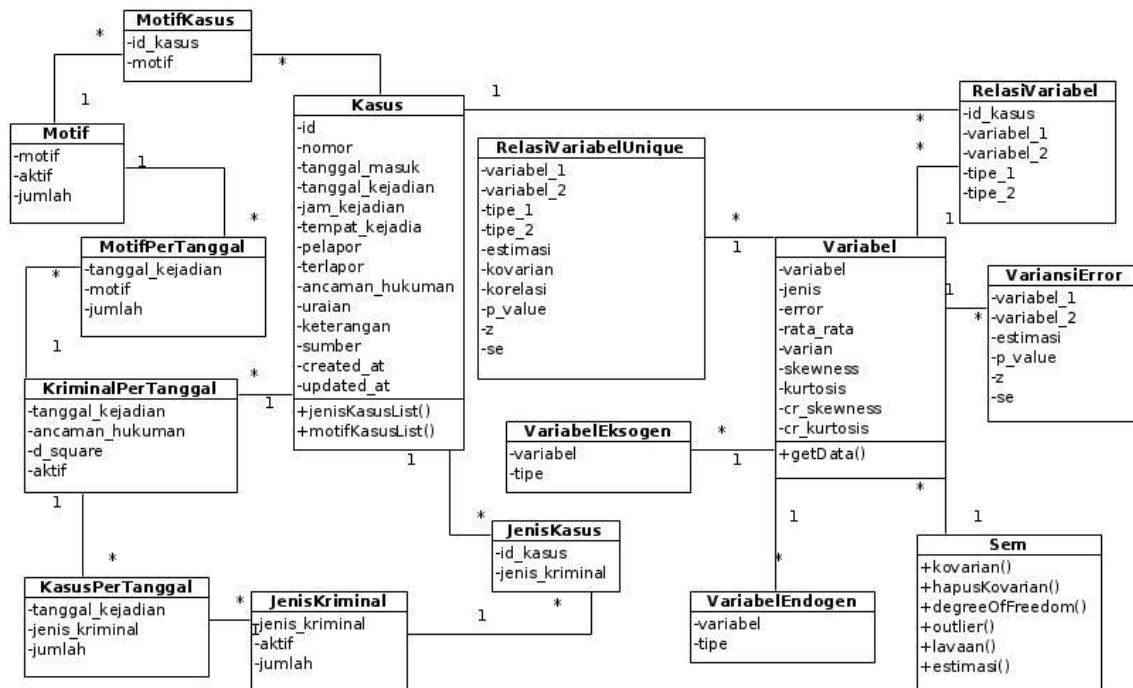 MotifKasus
-id_kasus
-motif
*
*
1
Motif
-motif
-aktif
-jumlah
1
*
MotifPerTanggal
-tanggal_kejadian
-motif
-jumlah
*
1
KriminalPerTanggal
-tanggal_kejadian
-ancaman_hukuman
-d_square
-aktif
*
1
1
*
KasusPerTanggal
-tanggal_kejadian
-jenis_kriminal
-jumlah
*
1
JenisKriminal
-jenis_kriminal
-aktif
-jumlah
1
*
Kasus
-id
-nomor
-tanggal_masuk
-tanggal_kejadian
-jam_kejadian
-tempat_kejadia
-pelapor
-terlapor
-ancaman_hukuman
-uraian
-keterangan
-sumber
-created_at
-updated_at
+jenisKasusList()
+motifKasusList()
1
*
JenisKasus
-id_kasus
-jenis_kriminal
1
*
RelasiVariabel
-id_kasus
-variabel_1
-variabel_2
-tipe_1
-tipe_2
*
1
RelasiVariabelUnique
-variabel_1
-variabel_2
-tipe_1
-tipe_2
-estimasi
-kovarian
-korelasi
-p_value
-z
-se
*
1
Variabel
-variabel
-jenis
-error
-rata_rata
-varian
-skewness
-kurtosis
-cr_skewness
-cr_kurtosis
+getData()
1
*
VariansiError
-variabel_1
-variabel_2
-estimasi
-p_value
-z
-se
VariabelEksogen
-variabel
-tipe
*
1
1
*
VariabelEndogen
-variabel
-tipe
*
1
Sem
+kovarian()
+hapusKovarian()
+degreeOfFreedom()
+outlier()
+lavaan()
+estimasi()